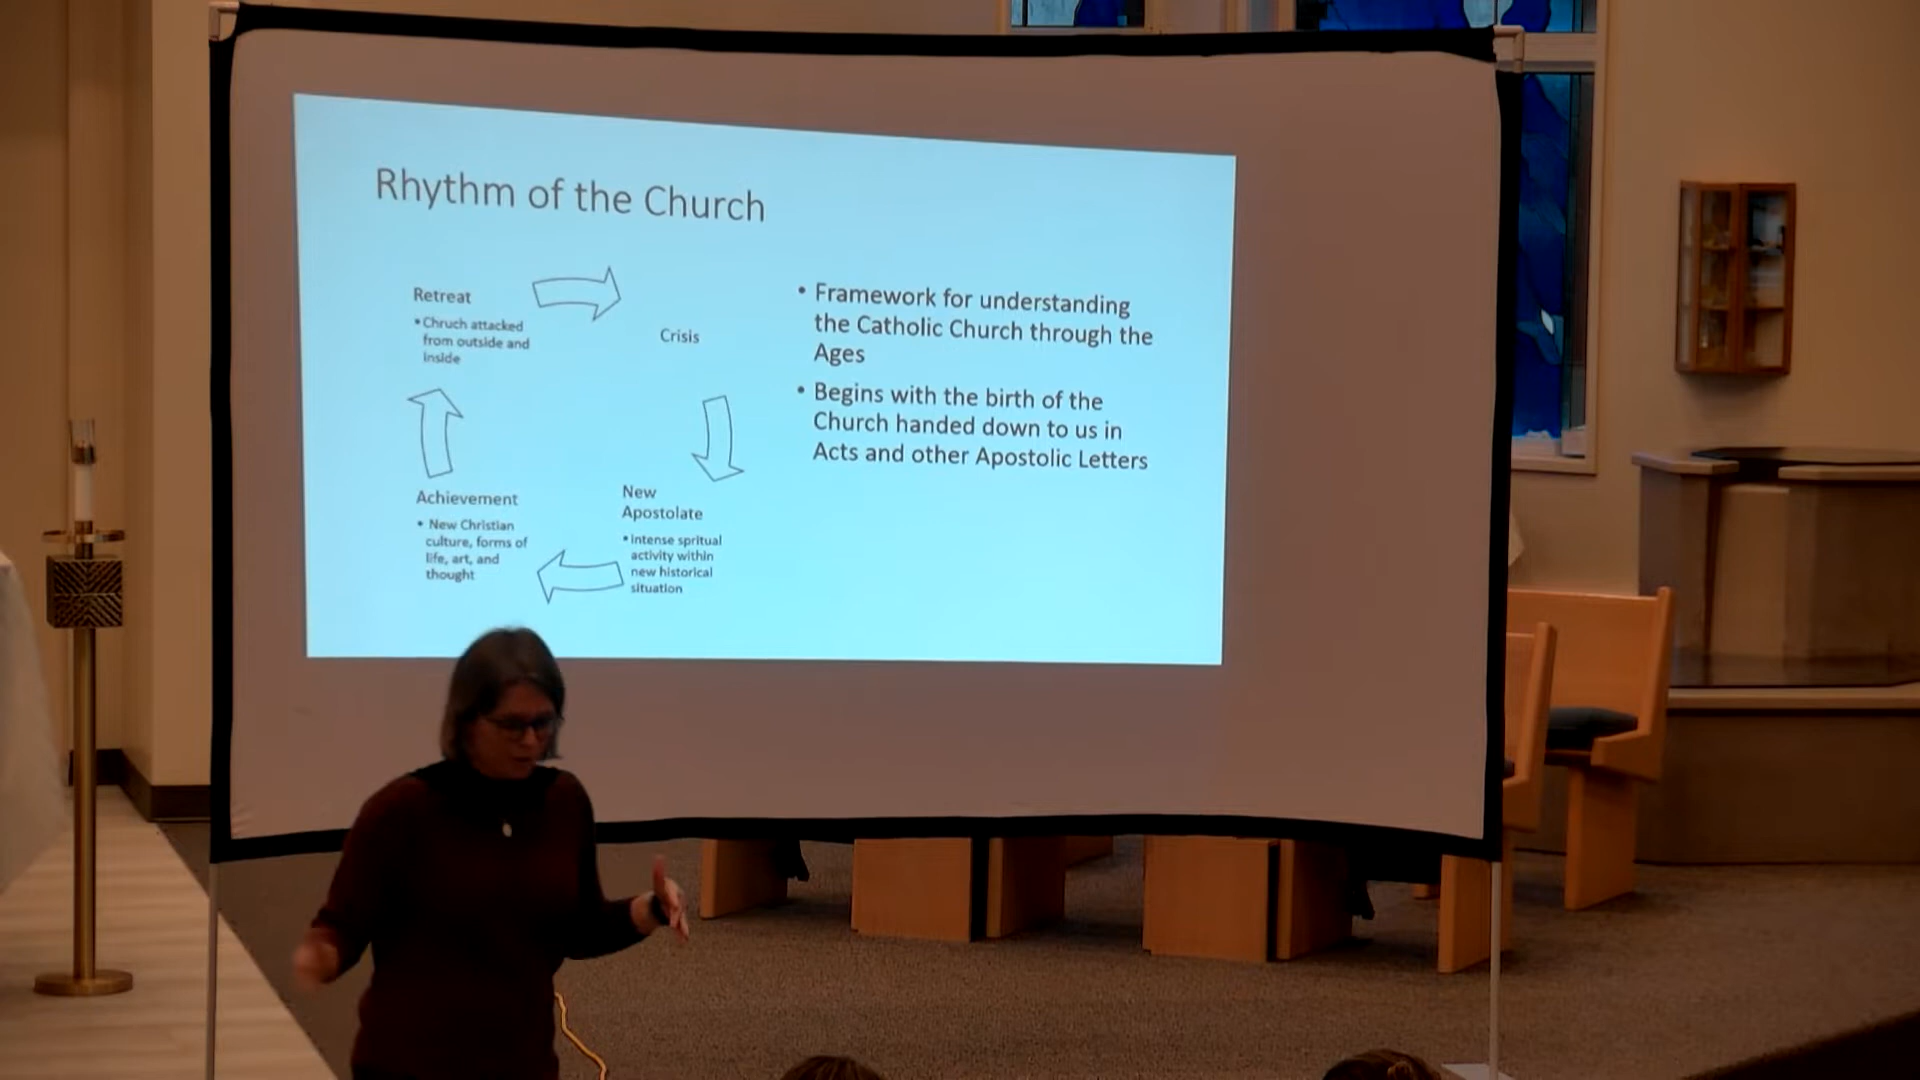 Rhythm of the Church
Retreat
• Chruch attacked
from outside and
inside
Crisis
New
Apostolate
• Intense spritual
activity within
new historical
situation
Achievement
• New Christian
culture, forms of
life, art, and
thought
• Framework for understanding
the Catholic Church through the
Ages
• Begins with the birth of the
Church handed down to us in
Acts and other Apostolic Letters